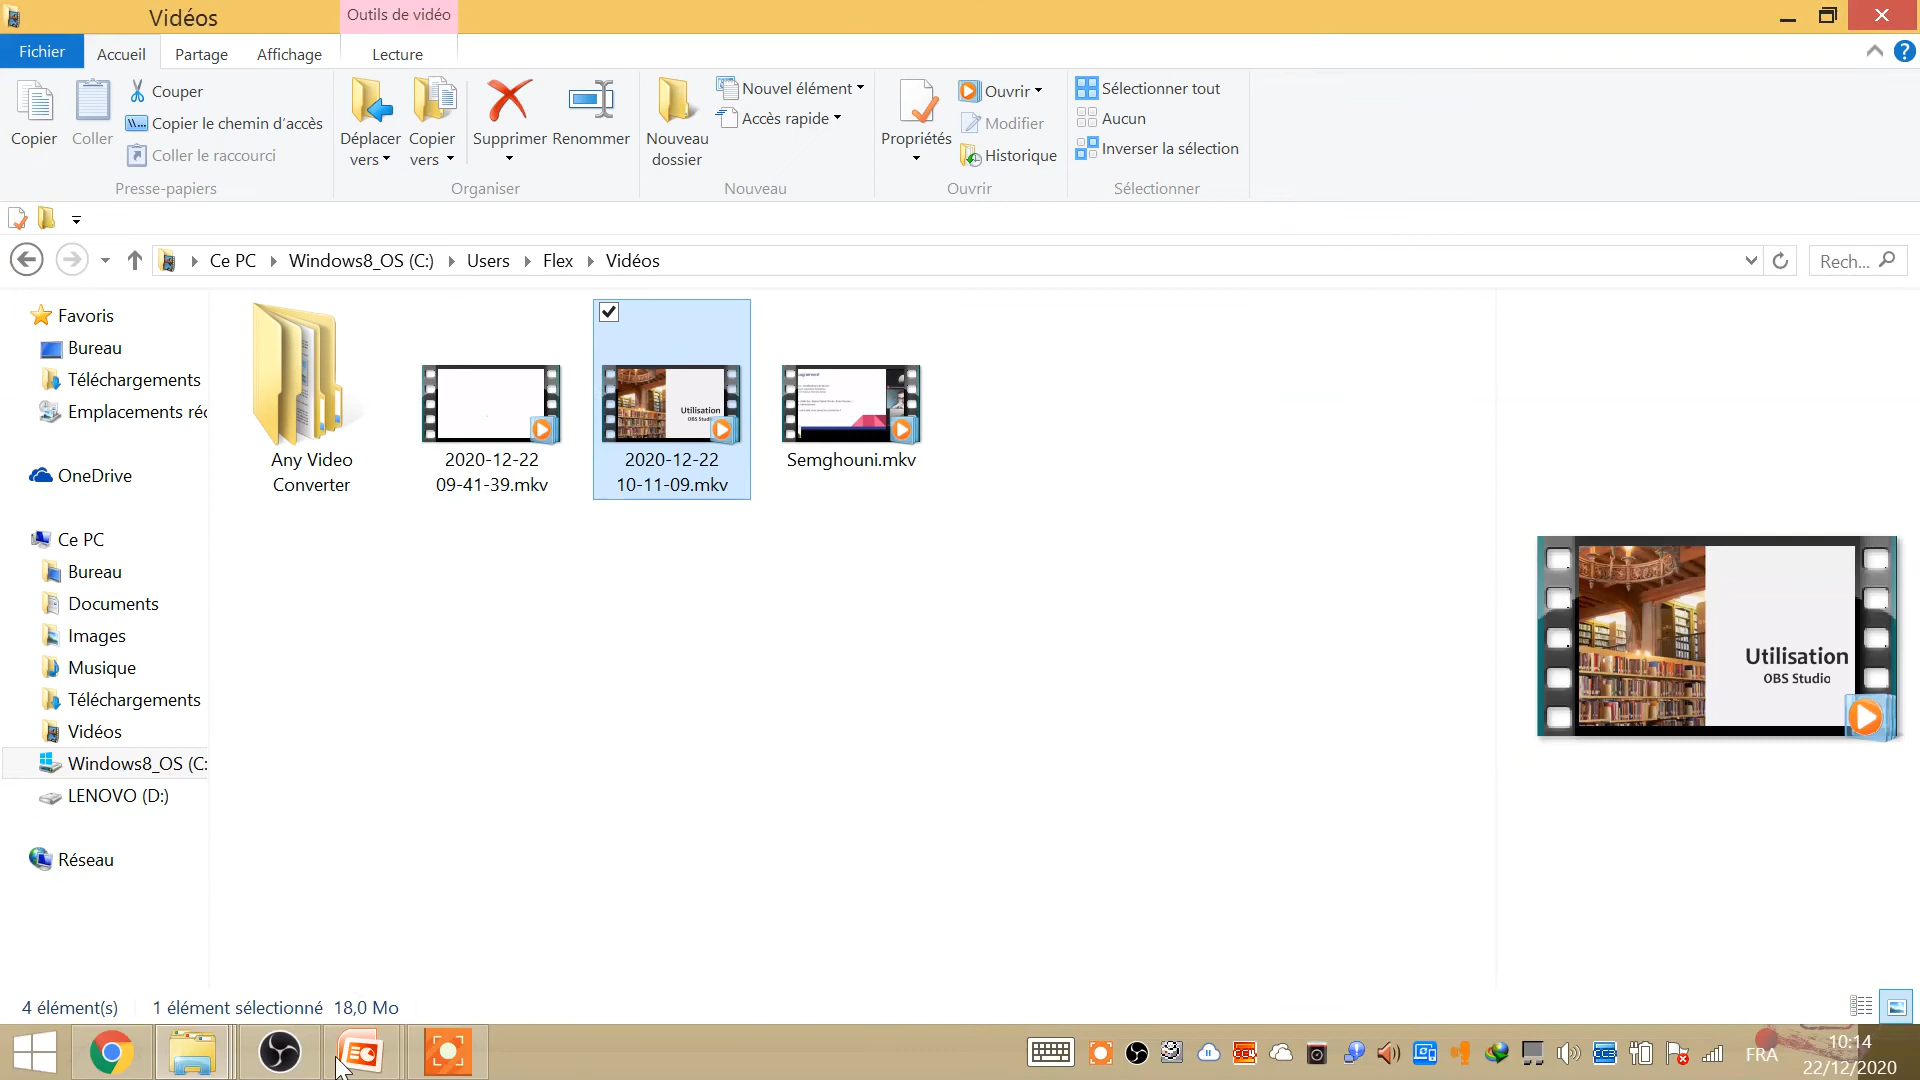 Vidéos
Outils de vidéo
Fichier
Accueil
Partage
Affichage
Lecture
Copier
Coller
Couper
Copier le chemin d'accès
Coller le raccourci
Presse-papiers
Déplacer
vers
Copier
vers
Supprimer
Renommer
Organiser
Nouveau
dossier
Nouvel élément
Accès rapide
Nouveau
Propriétés
Ouvrir
Modifier
Historique
Ouvrir
Sélectionner tout
Aucun
Inverser la sélection
Sélectionner
Ce PC
Windows8_OS (C:)
Users
Flex
Vidéos
Rech...
Favoris
Bureau
Téléchargements
Emplacements réc
OneDrive
Ce PC
Bureau
Documents
Images
Musique
Téléchargements
Vidéos
Windows8_OS (C:
LENOVO (D:)
Réseau
Any Video
Converter
2020-12-22
09-41-39.mkv
Utilisation
OBS Studio
2020-12-22
10-11-09.mkv
Semghouni.mkv
Utilisation
OBS Studio
4 élément(s)
1 élément sélectionné 18,0 Mo
FRA
10:14
22/12/2020